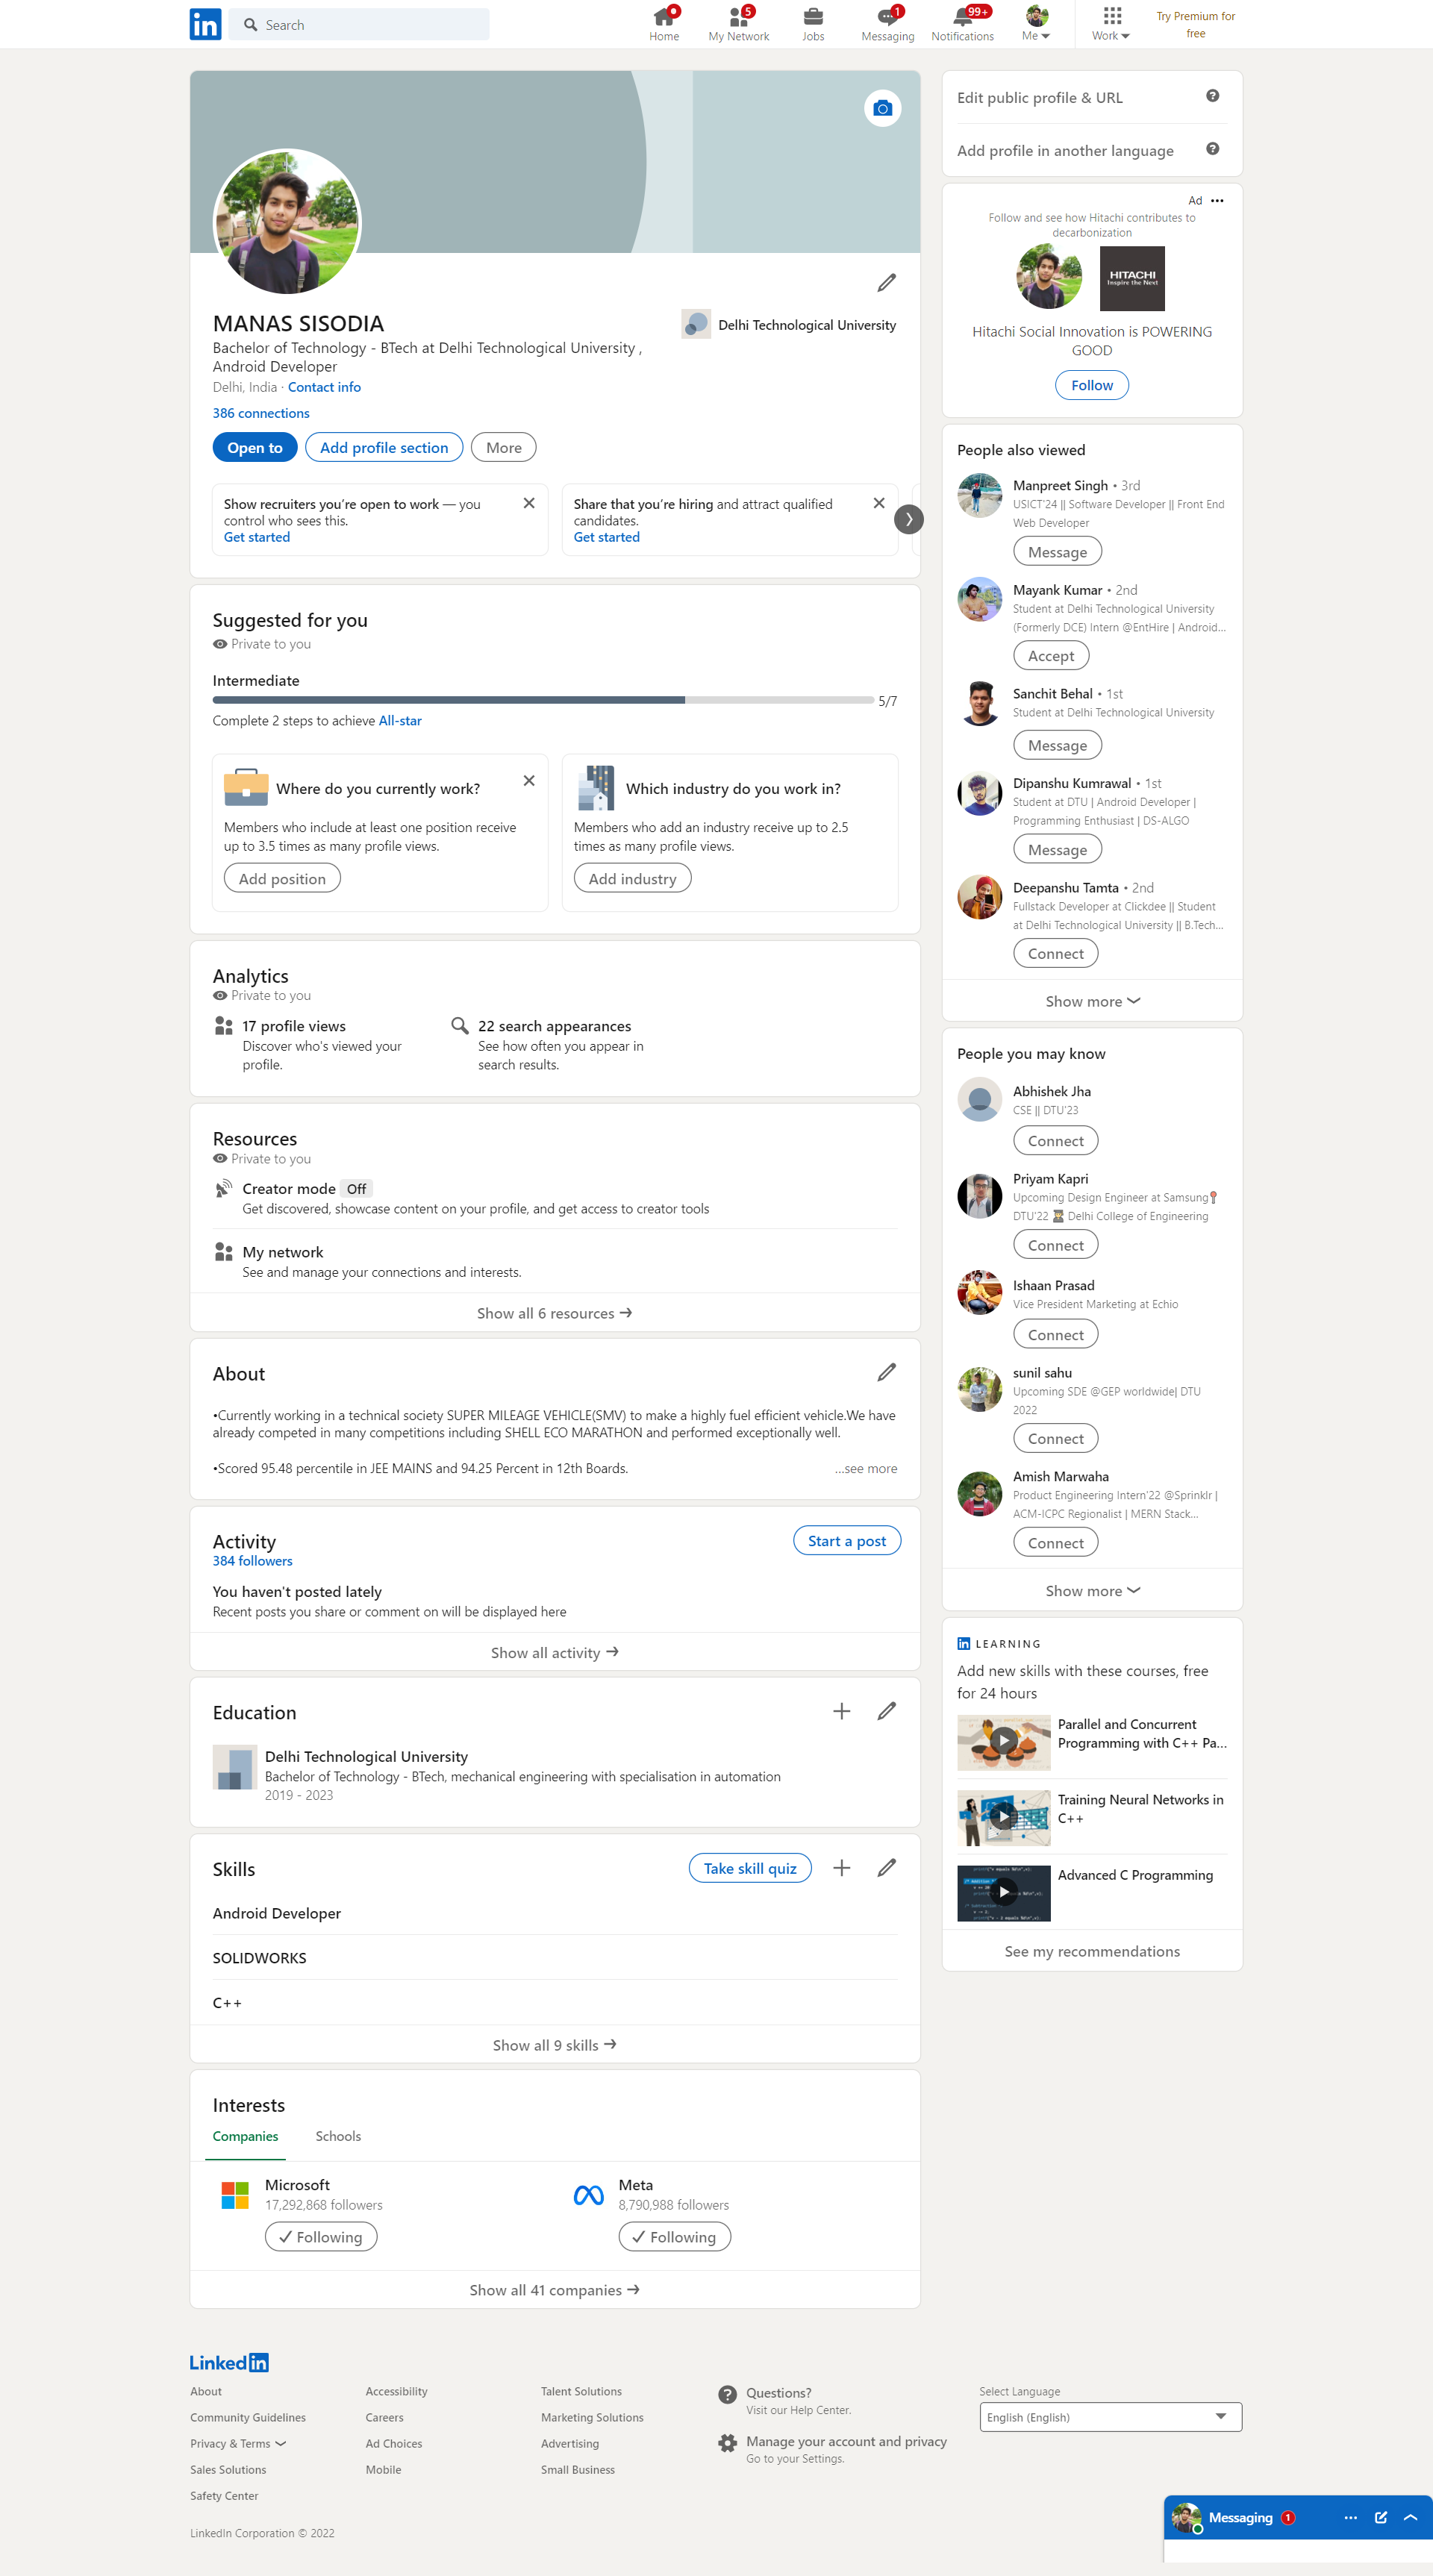 in
Search
Home
5
My Network
Jobs
1
Messaging
99+
Notifications
Me
Work
Try Premium for
free
MANAS SISODIA
Bachelor of Technology - BTech at Delhi Technological University ,
Android Developer
Delhi, India · Contact info
386 connections
Delhi Technological University
Open to
Add profile section
More
Show recruiters you're open to work — you
control who sees this.
Get started
Share that you're hiring and attract qualified
candidates.
Get started
Suggested for you
Private to you
Intermediate
5/7
Complete 2 steps to achieve All-star
Where do you currently work?
Members who include at least one position receive
up to 3.5 times as many profile views.
Add position
Which industry do you work in?
Members who add an industry receive up to 2.5
times as many profile views.
Add industry
Analytics
Private to you
17 profile views
Discover who's viewed your
profile.
22 search appearances
See how often you appear in
search results.
Resources
Private to you
Creator mode Off
Get discovered, showcase content on your profile, and get access to creator tools
My network
See and manage your connections and interests.
Show all 6 resources →
About
•Currently working in a technical society SUPER MILEAGE VEHICLE(SMV) to make a highly fuel efficient vehicle.We have
already competed in many competitions including SHELL ECO MARATHON and performed exceptionally well.
•Scored 95.48 percentile in JEE MAINS and 94.25 Percent in 12th Boards.
...see more
Activity
384 followers
Start a post
You haven't posted lately
Recent posts you share or comment on will be displayed here
Show all activity →
Education
Delhi Technological University
Bachelor of Technology - BTech, mechanical engineering with specialisation in automation
2019 - 2023
Skills
Take skill quiz
Android Developer
SOLIDWORKS
C++
Show all 9 skills →
Interests
Companies
Schools
Microsoft
17,292,868 followers
Following
Meta
8,790,988 followers
Following
Show all 41 companies →
Edit public profile & URL
Add profile in another language
Ad
Follow and see how Hitachi contributes to
decarbonization
HITACHI
Inspire the Next
Hitachi Social Innovation is POWERING
GOOD
Follow
People also viewed
Manpreet Singh • 3rd
USICT'24 || Software Developer || Front End
Web Developer
Message
Mayank Kumar • 2nd
Student at Delhi Technological University
(Formerly DCE) Intern @EntHire | Android...
Accept
Sanchit Behal • 1st
Student at Delhi Technological University
Message
Dipanshu Kumrawal • 1st
Student at DTU | Android Developer |
Programming Enthusiast | DS-ALGO
Message
Deepanshu Tamta • 2nd
Fullstack Developer at Clickdee || Student
at Delhi Technological University || B.Tech...
Connect
Show more
People you may know
Abhishek Jha
CSE || DTU'23
Connect
Priyam Kapri
Upcoming Design Engineer at Samsung
DTU'22 Delhi College of Engineering
Connect
Ishaan Prasad
Vice President Marketing at Echio
Connect
sunil sahu
Upcoming SDE @GEP worldwide| DTU
2022
Connect
Amish Marwaha
Product Engineering Intern'22 @Sprinklr |
ACM-ICPC Regionalist | MERN Stack...
Connect
Show more
in LEARNING
Add new skills with these courses, free
for 24 hours
Parallel and Concurrent
Programming with C++ Pa...
Training Neural Networks in
C++
Advanced C Programming
See my recommendations
Linked in
About
Community Guidelines
Privacy & Terms
Sales Solutions
Safety Center
Accessibility
Careers
Ad Choices
Mobile
Talent Solutions
Marketing Solutions
Advertising
Small Business
Questions?
Visit our Help Center.
Manage your account and privacy
Go to your Settings.
Select Language
English (English)
LinkedIn Corporation © 2022
Messaging 1